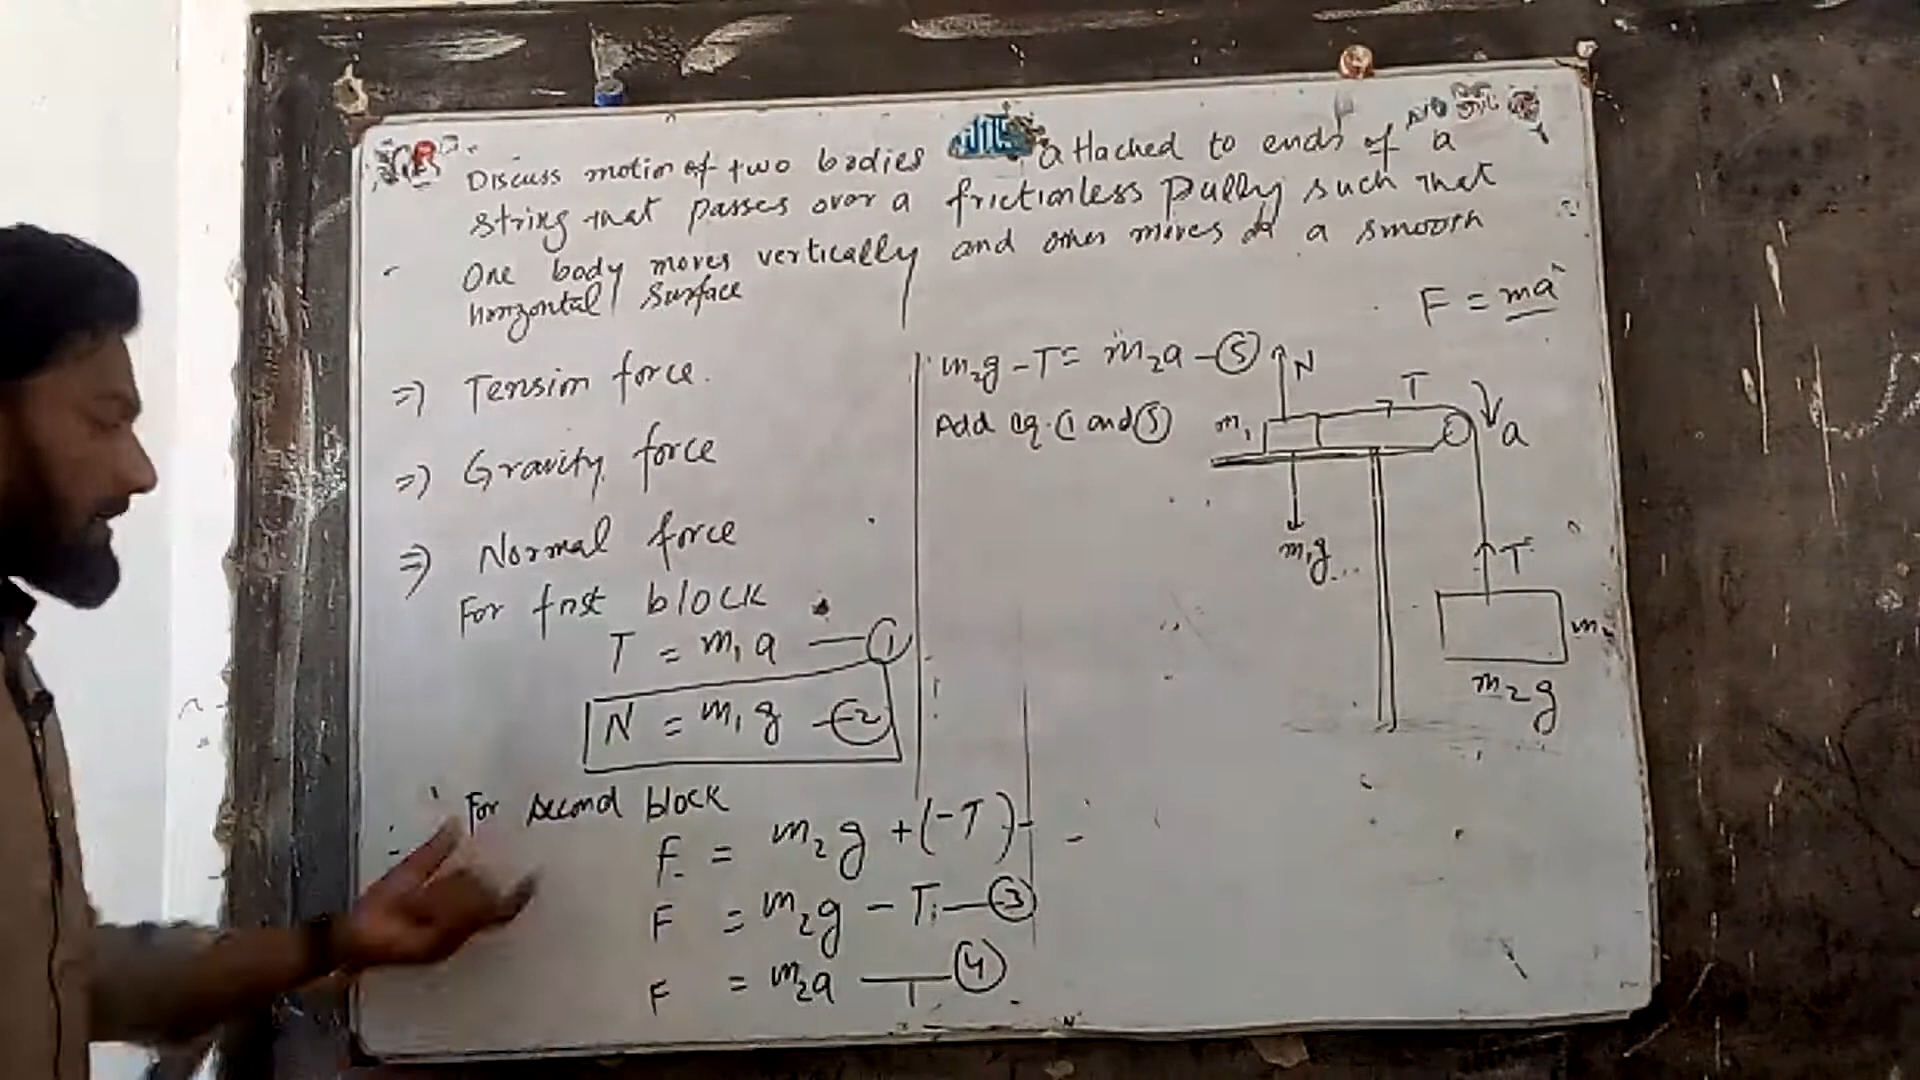 Discuss motion of two bodies attached to ends of a
string that passes over a frictionless pully such that
One body moves vertically and other moves a smooth
horzontal surface
F = ma
⇒ Tension force.
⇒ Gravity force
⇒ Normal force
For first block
T = m₁a — ①
N = m₁g — ②
For second block
F = m₂g + (-T)
F = m₂g - T — ③
F = m₂a — ④
m₂g - T = m₂a - ⑤
Add eq. ① and ⑤
N
T
m₁
a
m₁g
T
m₂g